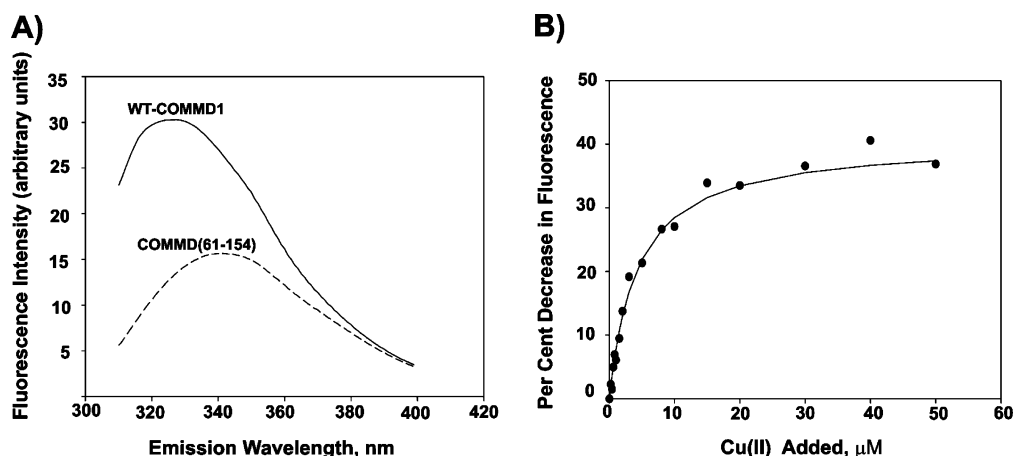 A)
Fluorescence Intensity (arbitrary units)
35
30
25
20
15
10
5
WT-COMMD1
COMMD(61-154)
300 320 340 360 380 400 420
Emission Wavelength, nm
B)
Per Cent Decrease in Fluorescence
50
40
30
20
10
0
0 10 20 30 40 50 60
Cu(II) Added, μM